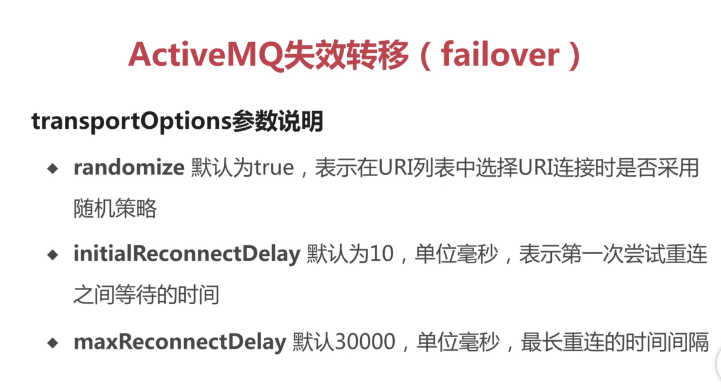 ActiveMQ失效转移（failover）
transportOptions参数说明
◆ randomize 默认为true，表示在URI列表中选择URI连接时是否采用
随机策略
◆ initialReconnectDelay 默认为10，单位毫秒，表示第一次尝试重连
之间等待的时间
◆ maxReconnectDelay 默认30000，单位毫秒，最长重连的时间间隔